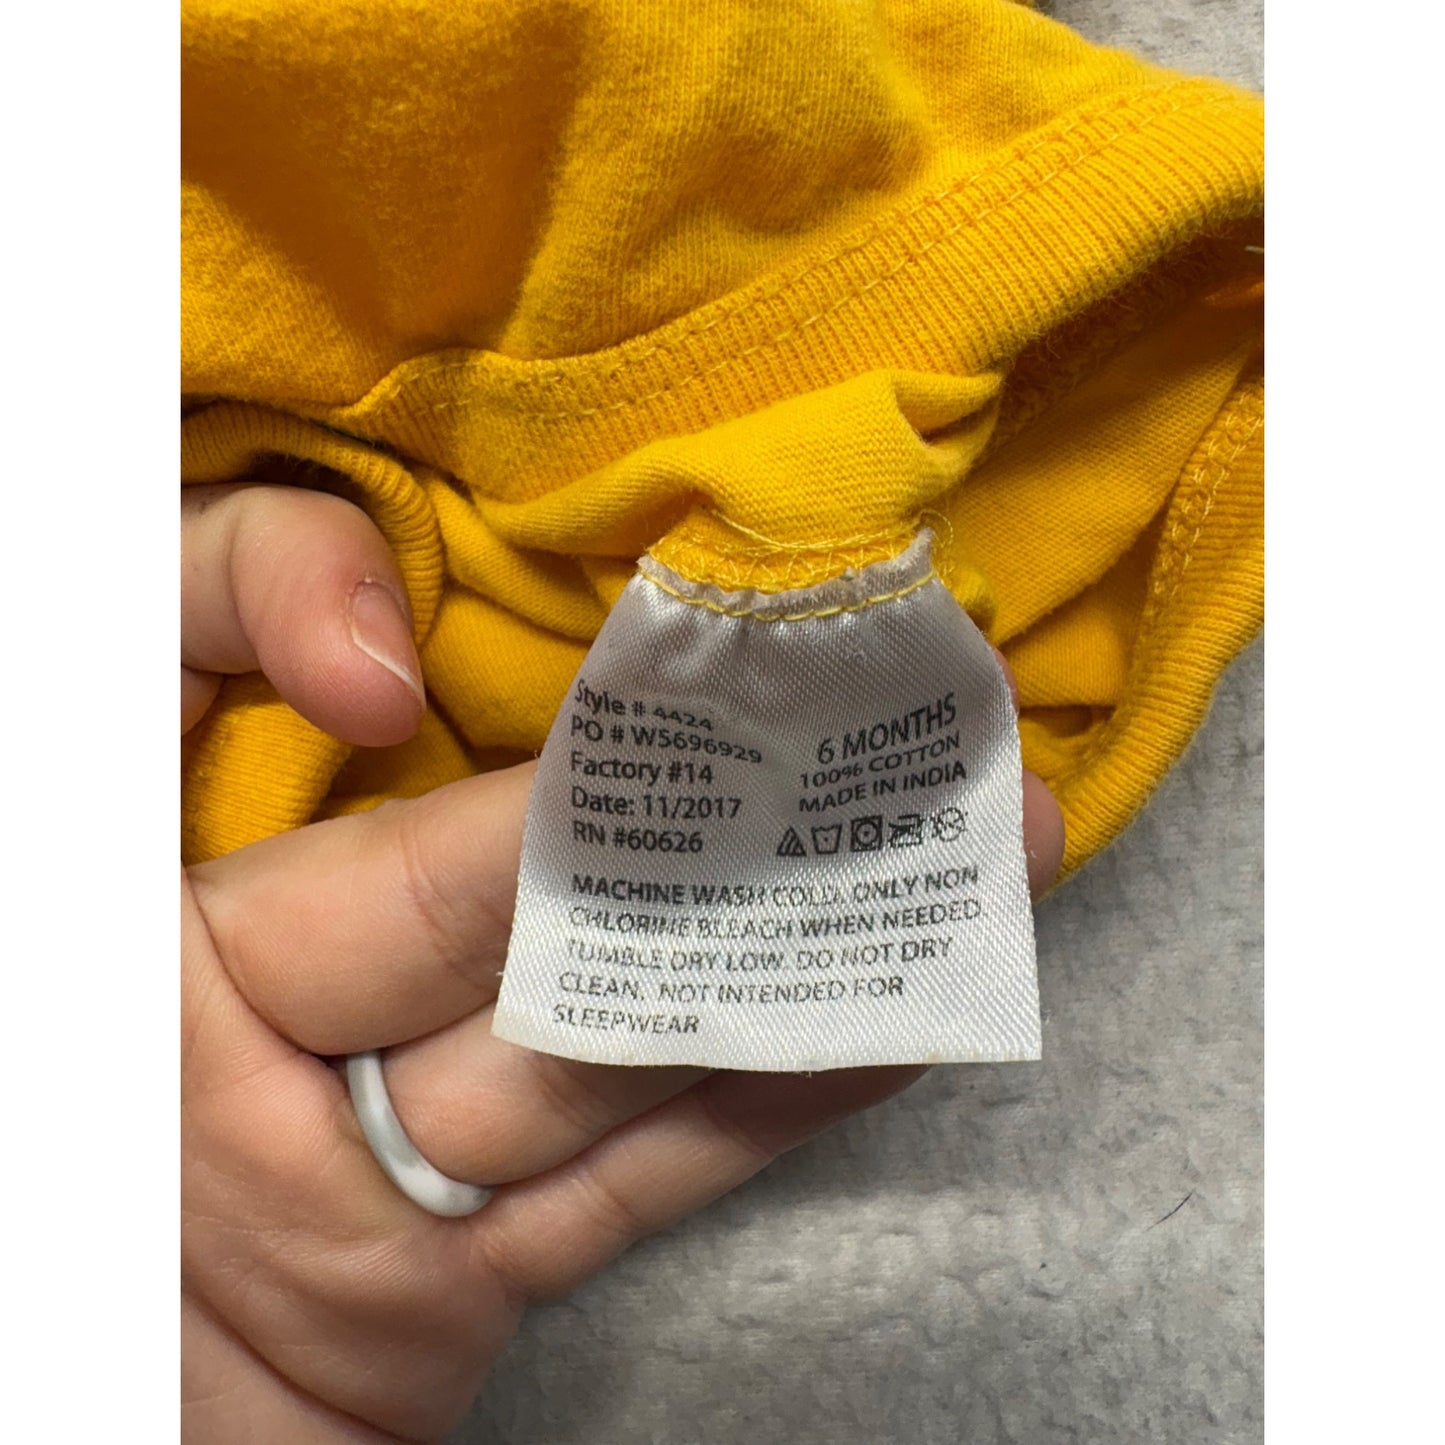 Style # 4424
PO # W5696929
Factory #14
Date: 11/2017
RN #60626
6 MONTHS
100% COTTON
MADE IN INDIA
MACHINE WASH COLD. ONLY NON
CHLORINE BLEACH WHEN NEEDED.
TUMBLE DRY LOW. DO NOT DRY
CLEAN. NOT INTENDED FOR
SLEEPWEAR